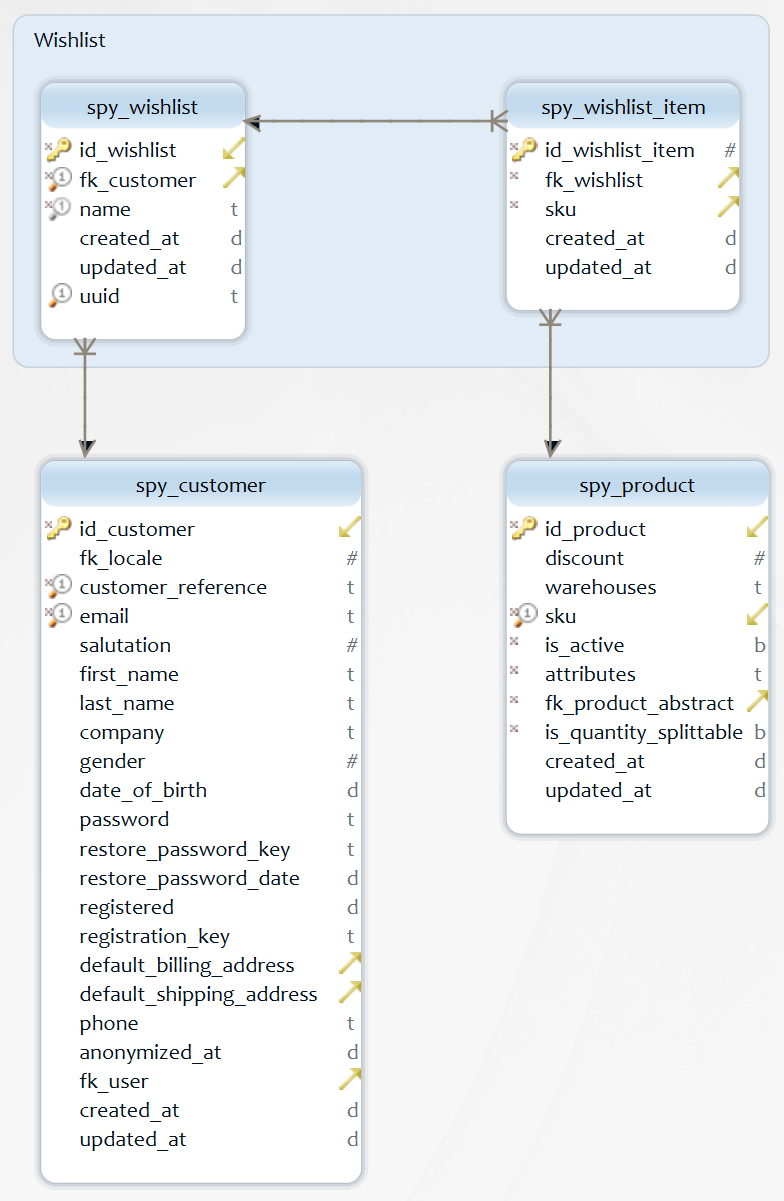 Wishlist
spy_wishlist
id_wishlist
fk_customer
name t
created_at d
updated_at d
uuid t
spy_wishlist_item
id_wishlist_item #
fk_wishlist
sku
created_at d
updated_at d
spy_customer
id_customer
fk_locale #
customer_reference t
email t
salutation #
first_name t
last_name t
company t
gender #
date_of_birth d
password t
restore_password_key t
restore_password_date d
registered d
registration_key t
default_billing_address
default_shipping_address
phone t
anonymized_at d
fk_user
created_at d
updated_at d
spy_product
id_product
discount #
warehouses t
sku
is_active b
attributes t
fk_product_abstract
is_quantity_splittable b
created_at d
updated_at d